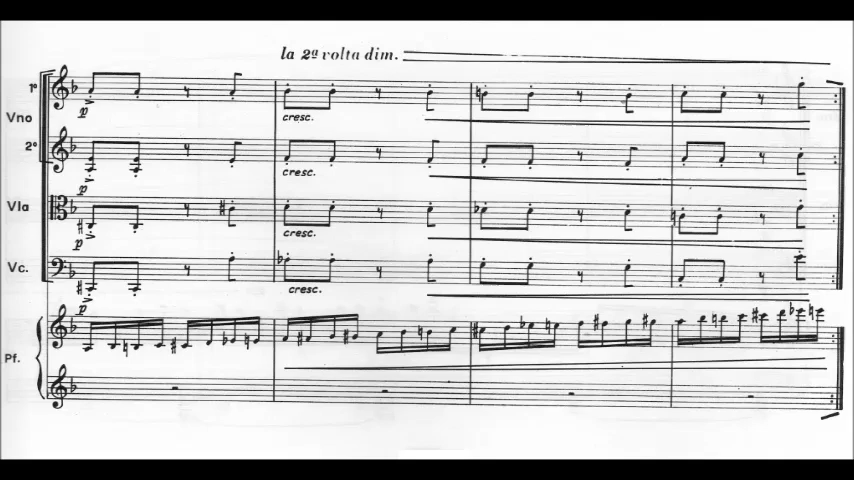 la 2ª volta dim.
1º
Vno
p
cresc.
2º
p
cresc.
Vla
p
cresc.
Vc.
p
cresc.
Pf.